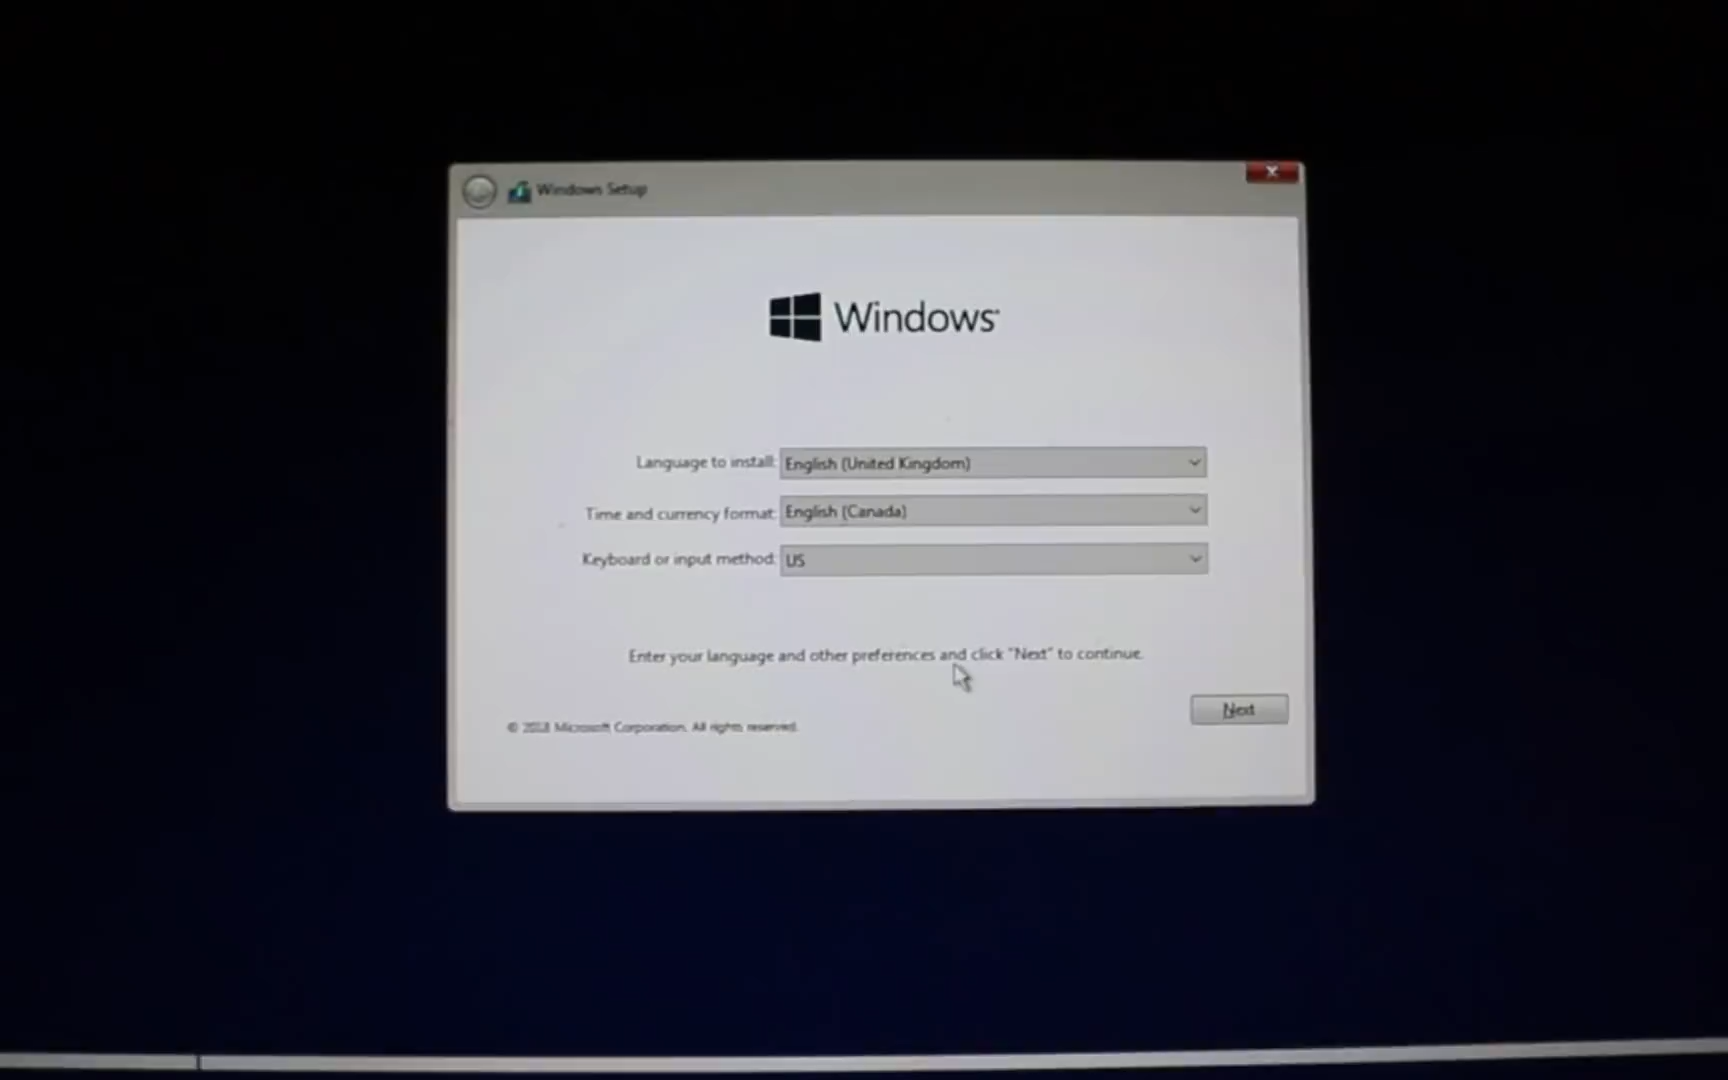 Windows Setup
Windows
Language to install: English (United Kingdom)
Time and currency format: English (Canada)
Keyboard or input method: US
Enter your language and other preferences and click "Next" to continue.
Next
© 2018 Microsoft Corporation. All rights reserved.